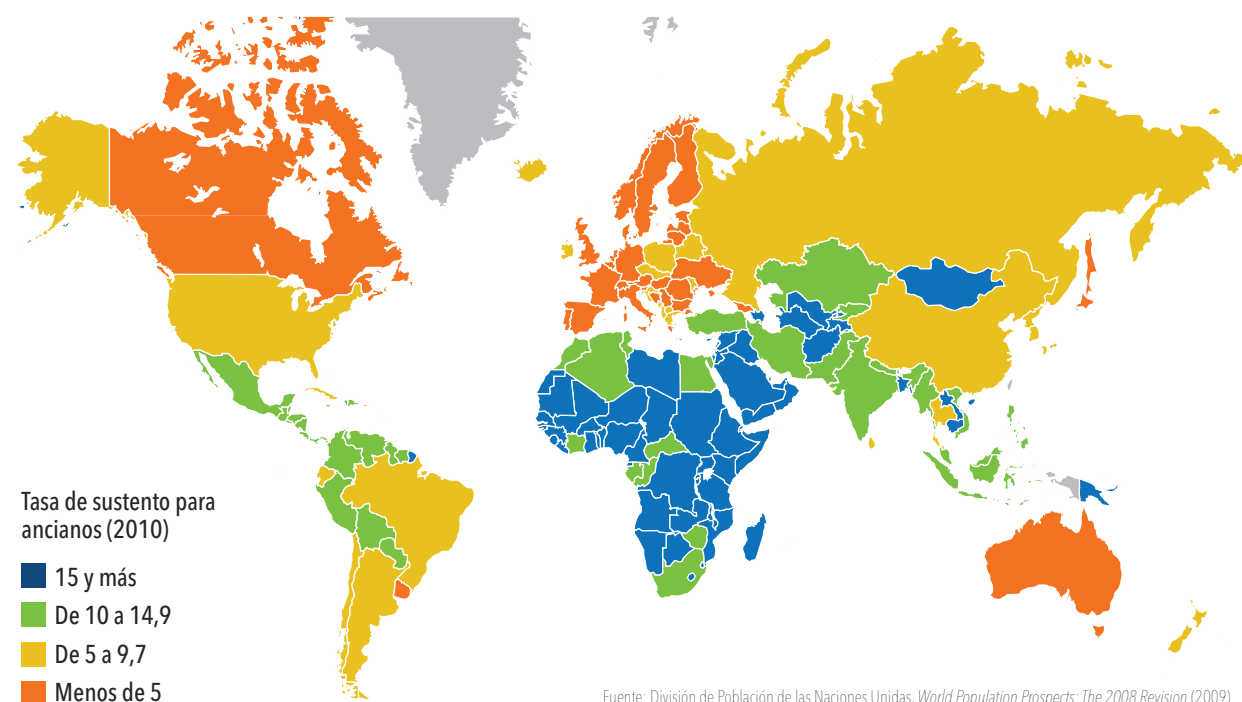 Tasa de sustento para
ancianos (2010)
15 y más
De 10 a 14,9
De 5 a 9,7
Menos de 5
Fuente: División de Población de las Naciones Unidas, World Population Prospects: The 2008 Revision (2009)